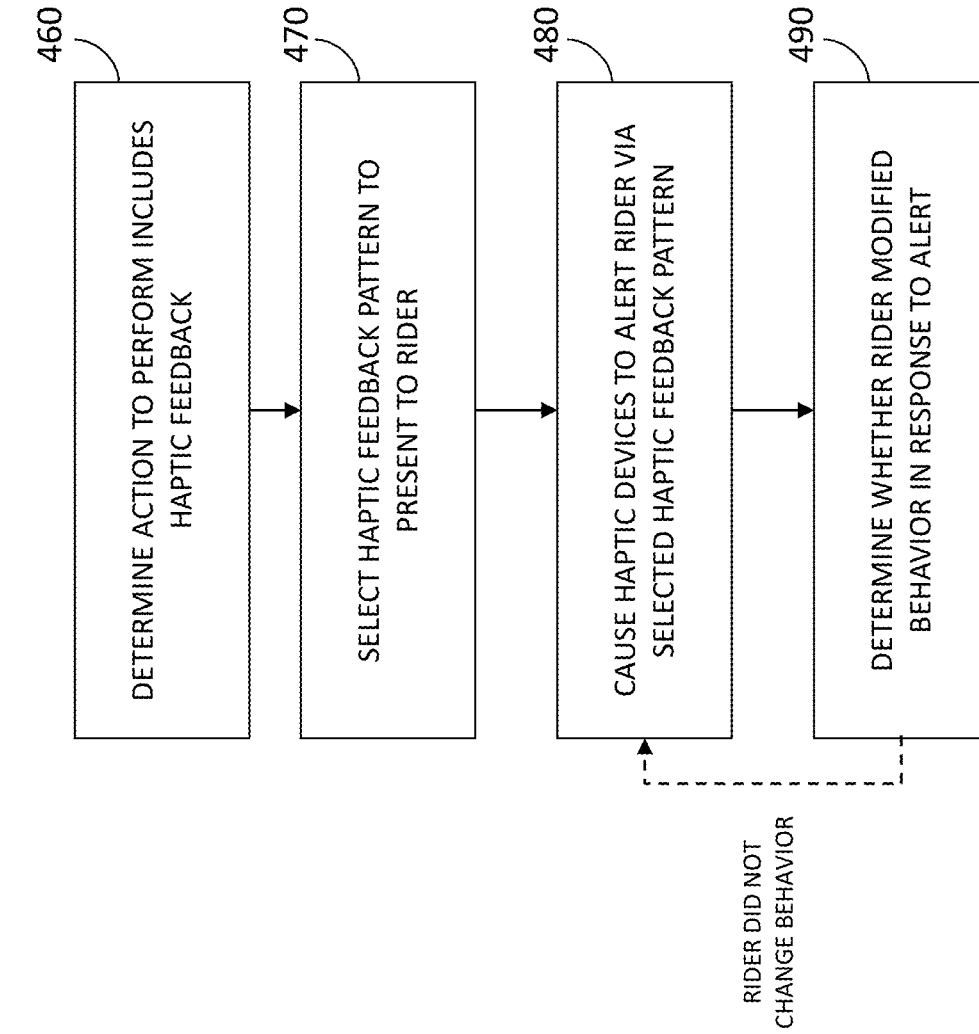 460
DETERMINE ACTION TO PERFORM INCLUDES
HAPTIC FEEDBACK
470
SELECT HAPTIC FEEDBACK PATTERN TO
PRESENT TO RIDER
480
CAUSE HAPTIC DEVICES TO ALERT RIDER VIA
SELECTED HAPTIC FEEDBACK PATTERN
490
DETERMINE WHETHER RIDER MODIFIED
BEHAVIOR IN RESPONSE TO ALERT
RIDER DID NOT
CHANGE BEHAVIOR